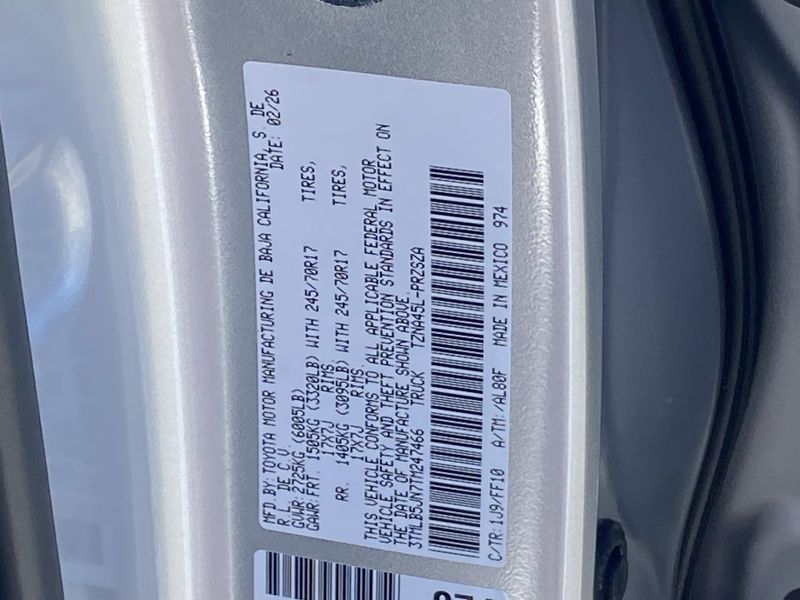 MFD BY: TOYOTA MOTOR MANUFACTURING DE BAJA CALIFORNIA, S. DE
R. L. DE C. V. DATE: 02/26
GVWR: 2725KG (6005LB)
GAWR: FRT. 1505KG (3320LB) WITH 245/70R17 TIRES,
17X7J RIMS
RR. 1405KG (3095LB) WITH 245/70R17 TIRES,
17X7J RIMS
THIS VEHICLE CONFORMS TO ALL APPLICABLE FEDERAL MOTOR
VEHICLE SAFETY AND THEFT PREVENTION STANDARDS IN EFFECT ON
THE DATE OF MANUFACTURE SHOWN ABOVE.
3TMLB5JN7TM247466 TRUCK TZNA45L-PRZSZA
C/TR:1J9/FF10 A/TM:/AL80F MADE IN MEXICO 974